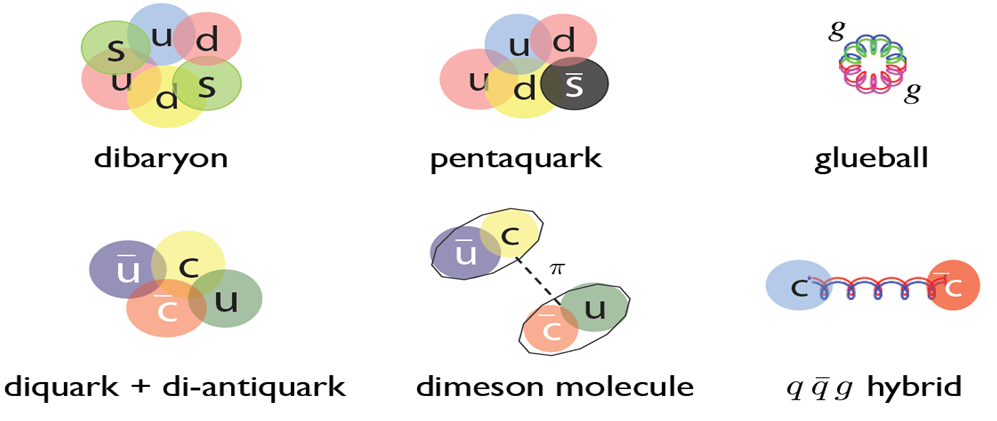 s u d
u d s
dibaryon
u d
u d s̄
pentaquark
g
g
glueball
ū c
c̄ u
diquark + di-antiquark
ū c
π
c̄ u
dimeson molecule
c c̄
q q̄ g hybrid